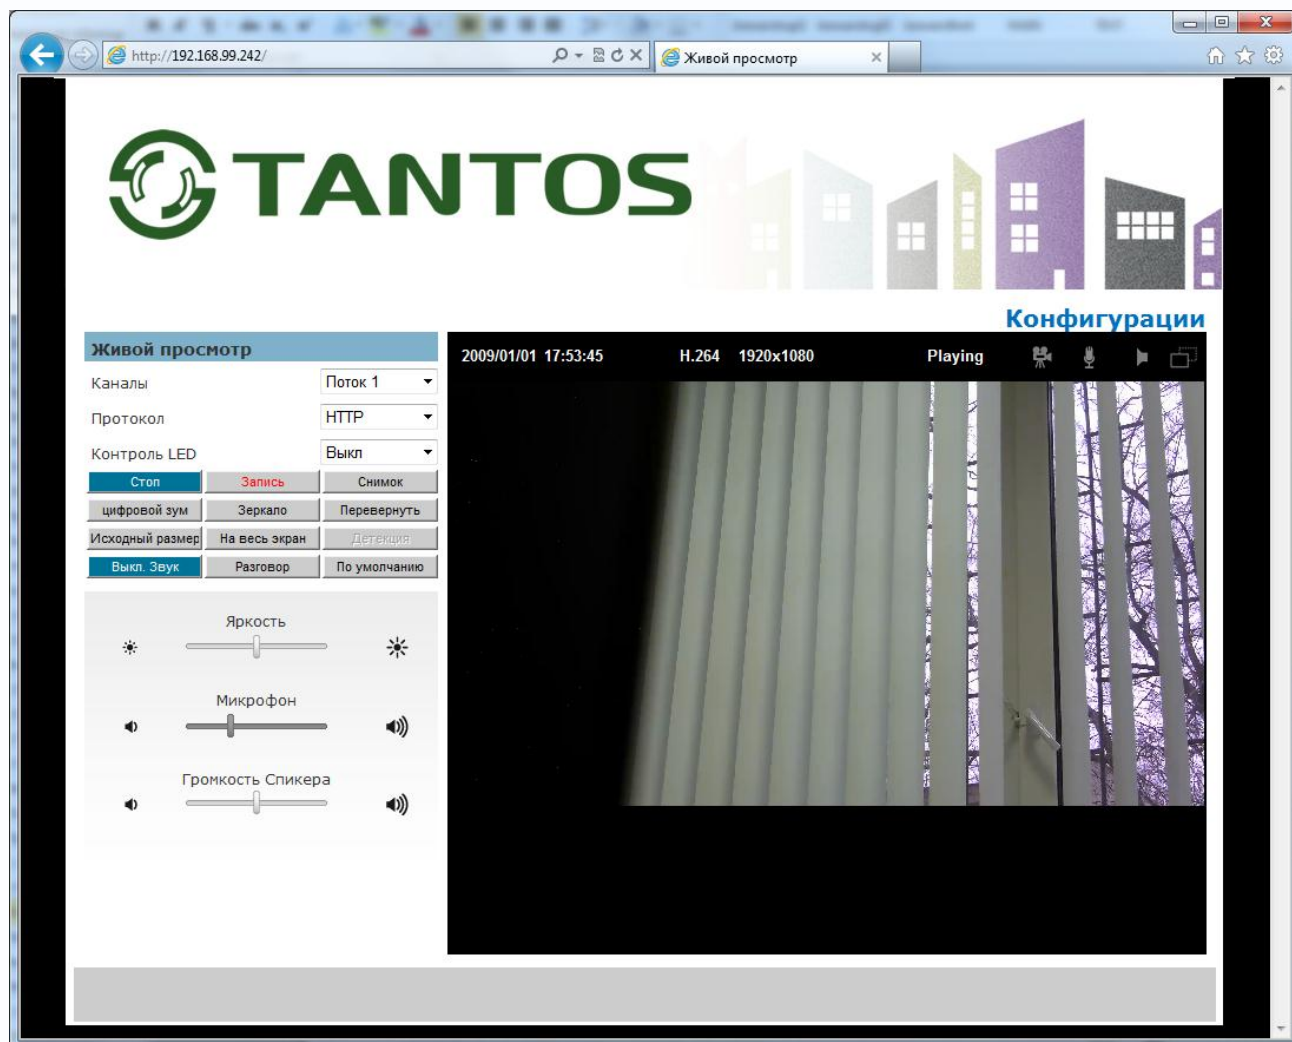 http://192.168.99.242/
Живой просмотр
TANTOS
Конфигурации
Живой просмотр
Каналы
Поток 1
Протокол
HTTP
Контроль LED
Выкл
Стоп
Запись
Снимок
цифровой зум
Зеркало
Перевернуть
Исходный размер
На весь экран
Детекция
Выкл. Звук
Разговор
По умолчанию
Яркость
Микрофон
Громкость Спикера
2009/01/01 17:53:45
H.264
1920x1080
Playing